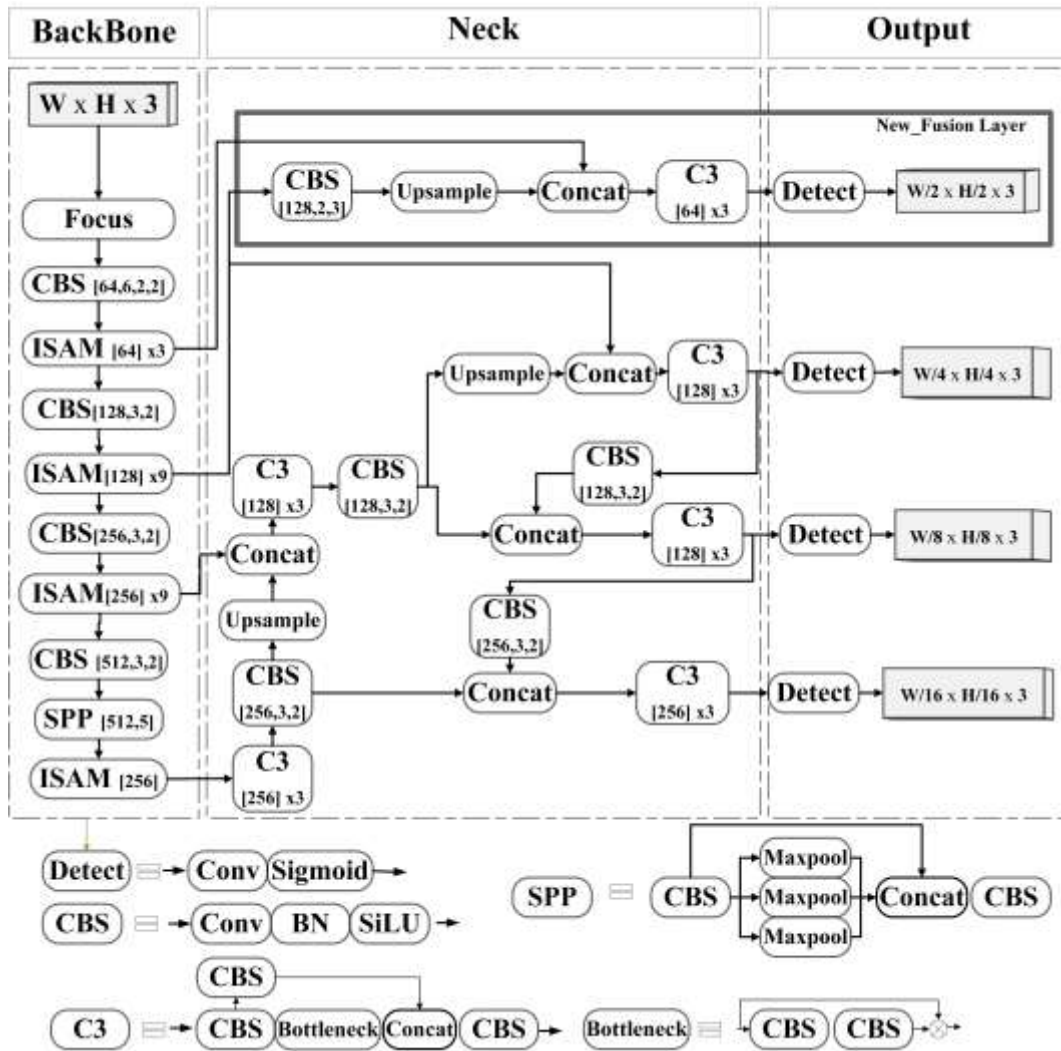 BackBone
Neck
Output
W x H x 3
Focus
CBS [64,6,2,2]
ISAM [64] x3
CBS[128,3,2]
ISAM[128] x9
CBS[256,3,2]
ISAM[256] x9
CBS [512,3,2]
SPP [512,5]
ISAM [256]
New_Fusion Layer
CBS
[128,2,3]
Upsample
Concat
C3
[64] x3
Detect
W/2 x H/2 x 3
Upsample
Concat
C3
[128] x3
Detect
W/4 x H/4 x 3
C3
[128] x3
CBS
[128,3,2]
CBS
[128,3,2]
Concat
Concat
C3
[128] x3
Detect
W/8 x H/8 x 3
Upsample
CBS
[256,3,2]
CBS
[256,3,2]
Concat
C3
[256] x3
Detect
W/16 x H/16 x 3
C3
[256] x3
Detect
Conv
Sigmoid
CBS
Conv
BN
SiLU
SPP
CBS
Maxpool
Maxpool
Maxpool
Concat
CBS
C3
CBS
CBS
Bottleneck
Concat
CBS
Bottleneck
CBS
CBS